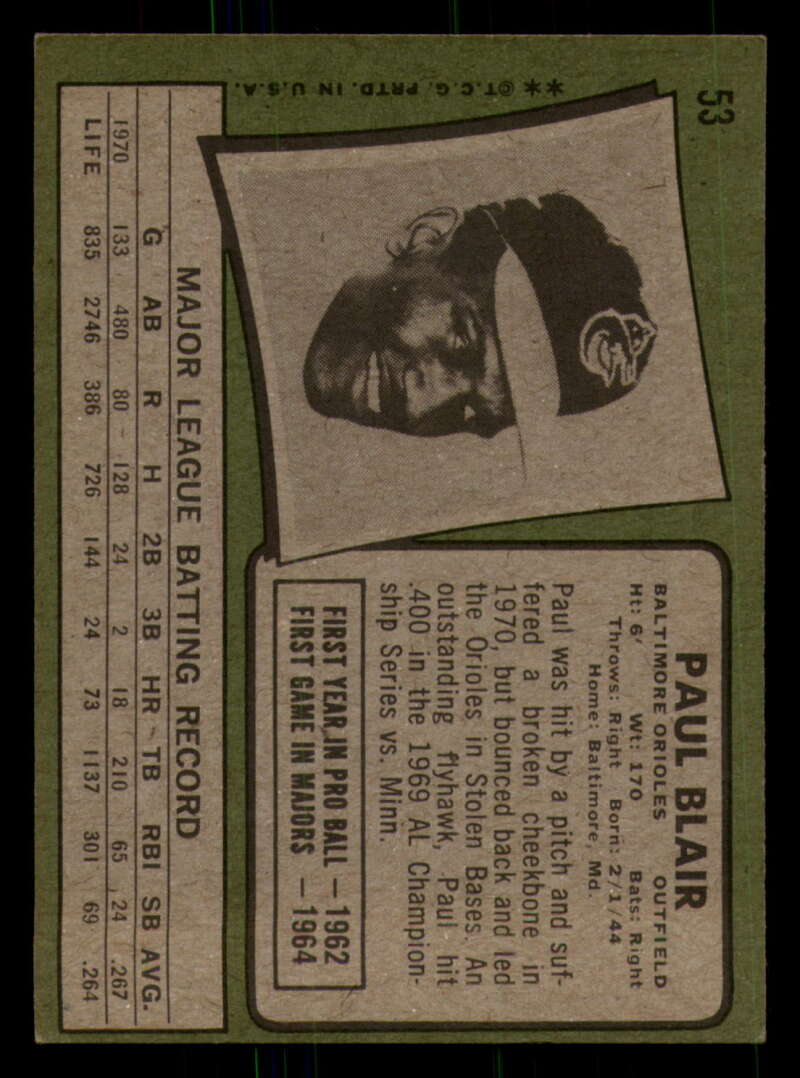 53
PAUL BLAIR
BALTIMORE ORIOLES OUTFIELD
Ht: 6' Wt: 170 Bats: Right
Throws: Right Born: 2/1/44
Home: Baltimore, Md.
Paul was hit by a pitch and suf-
fered a broken cheekbone in
1970, but bounced back and led
the Orioles in Stolen Bases. An
outstanding flyhawk, Paul hit
.400 in the 1969 AL Champion-
ship Series vs. Minn.
FIRST YEAR IN PRO BALL — 1962
FIRST GAME IN MAJORS — 1964
MAJOR LEAGUE BATTING RECORD
G AB R H 2B 3B HR TB RBI SB AVG.
1970 133 480 80 128 24 2 18 210 65 24 .267
LIFE 835 2746 386 726 144 24 73 1137 301 69 .264
**©T.C.G. PRTD. IN U.S.A.